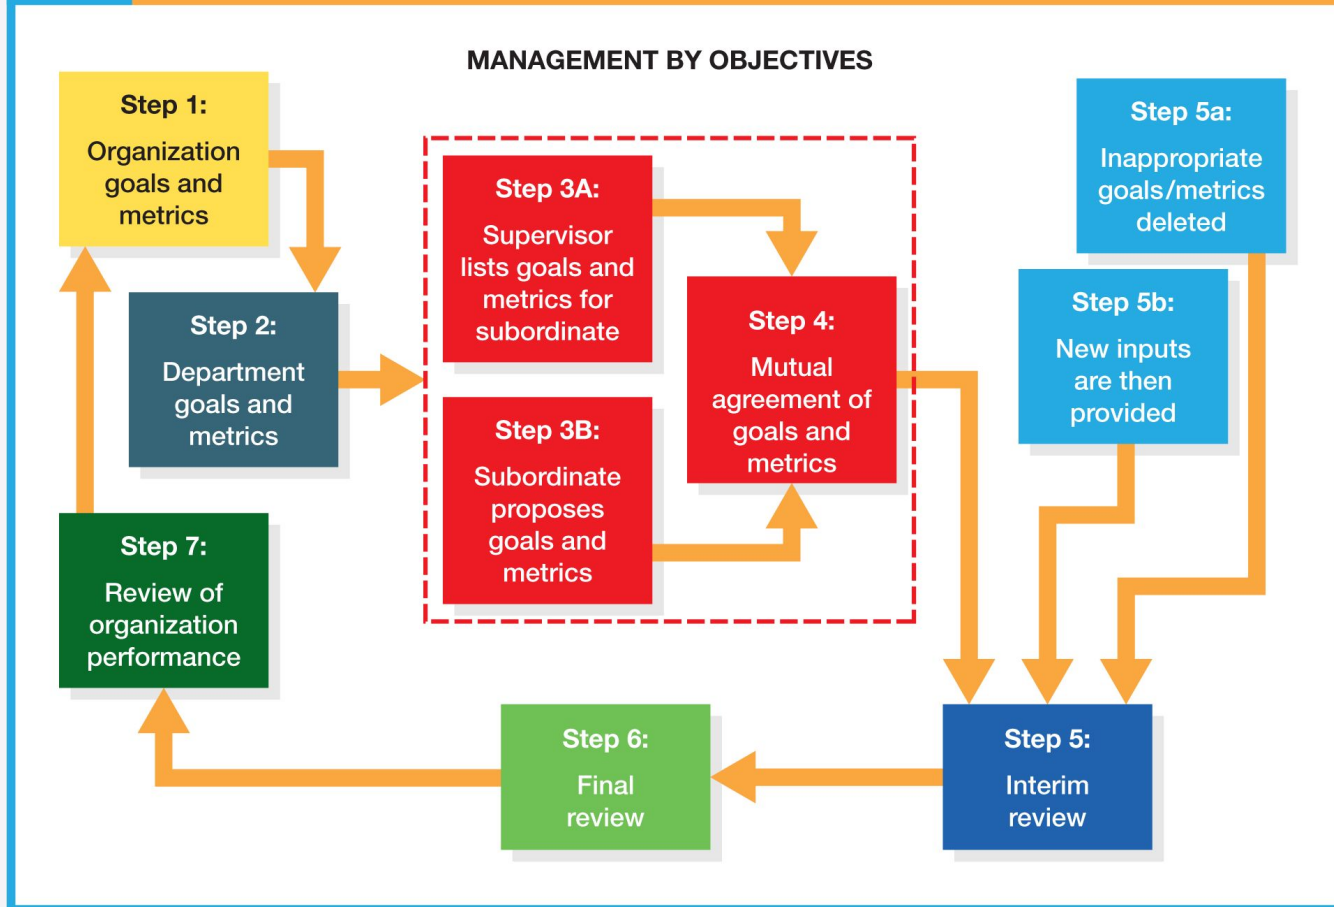 MANAGEMENT BY OBJECTIVES
Step 1:
Organization
goals and
metrics
Step 2:
Department
goals and
metrics
Step 3A:
Supervisor
lists goals and
metrics for
subordinate
Step 3B:
Subordinate
proposes
goals and
metrics
Step 4:
Mutual
agreement of
goals and
metrics
Step 5a:
Inappropriate
goals/metrics
deleted
Step 5b:
New inputs
are then
provided
Step 5:
Interim
review
Step 6:
Final
review
Step 7:
Review of
organization
performance